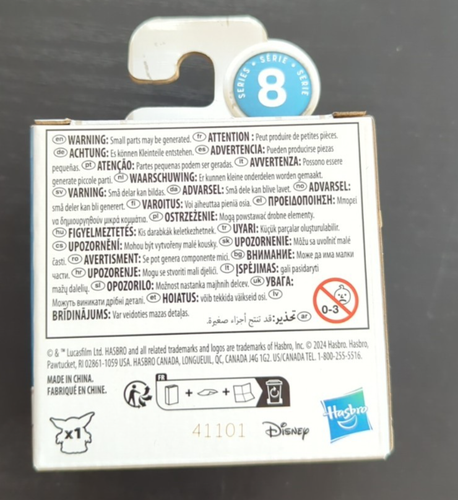 SERIES • SÉRIE • SERIE
8
en WARNING: Small parts may be generated. fr ATTENTION : Peut produire de petites pièces.
de ACHTUNG: Es können Kleinteile entstehen. es ADVERTENCIA: Pueden producirse piezas
pequeñas. pt ATENÇÃO: Partes pequenas poderá ser geradas. it AVVERTENZA: Possono essere
generate piccole parti. nl WAARSCHUWING: Er kunnen kleine onderdelen worden gemaakt.
sv VARNING: Små delar kan bildas. da ADVARSEL: Små dele kan blive lavet. no ADVARSEL:
små deler kan bli generert. fi VAROITUS: Voi aiheuttaa pieniä osia. el ΠΡΟΕΙΔΟΠΟΙΗΣΗ: Μπορεί
να δημιουργηθούν μικρά κομμάτια. pl OSTRZEŻENIE: Mogą powstawać drobne elementy.
hu FIGYELMEZTETÉS: Kis darabkák keletkezhetnek. tr UYARI: Küçük parçalar oluşturulabilir.
cs UPOZORNĚNÍ: Mohou být vytvořeny malé kousky. sk UPOZORNENIE: Môžu sa uvoľniť malé
časti. ro AVERTISMENT: Se pot genera componente mici. bg ВНИМАНИЕ: Може да има малки
части. hr UPOZORENJE: Mogu se stvoriti mali djelići. lt ĮSPĖJIMAS: gali pasidaryti
mažų dalelių. sl OPOZORILO: Možnost nastanka majhnih delcev. uk УВАГА:
Можуть виникати дрібні деталі. et HOIATUS: võib tekkida väikseid osi. lv
BRĪDINĀJUMS: Var veidoties mazas detaļas.
ar تحذير: قد تنتج أجزاء صغيرة.
0-3
© & ™ Lucasfilm Ltd. HASBRO and all related trademarks and logos are trademarks of Hasbro, Inc. © 2024 Hasbro. Hasbro,
Pawtucket, RI 02861-1059 USA. HASBRO CANADA, LONGUEUIL, QC, CANADA J4G 1G2. US/CANADA TEL. 1-800-255-5516.
MADE IN CHINA.
FABRIQUÉ EN CHINE.
FR
+ +
x1
41101
Disney
Hasbro